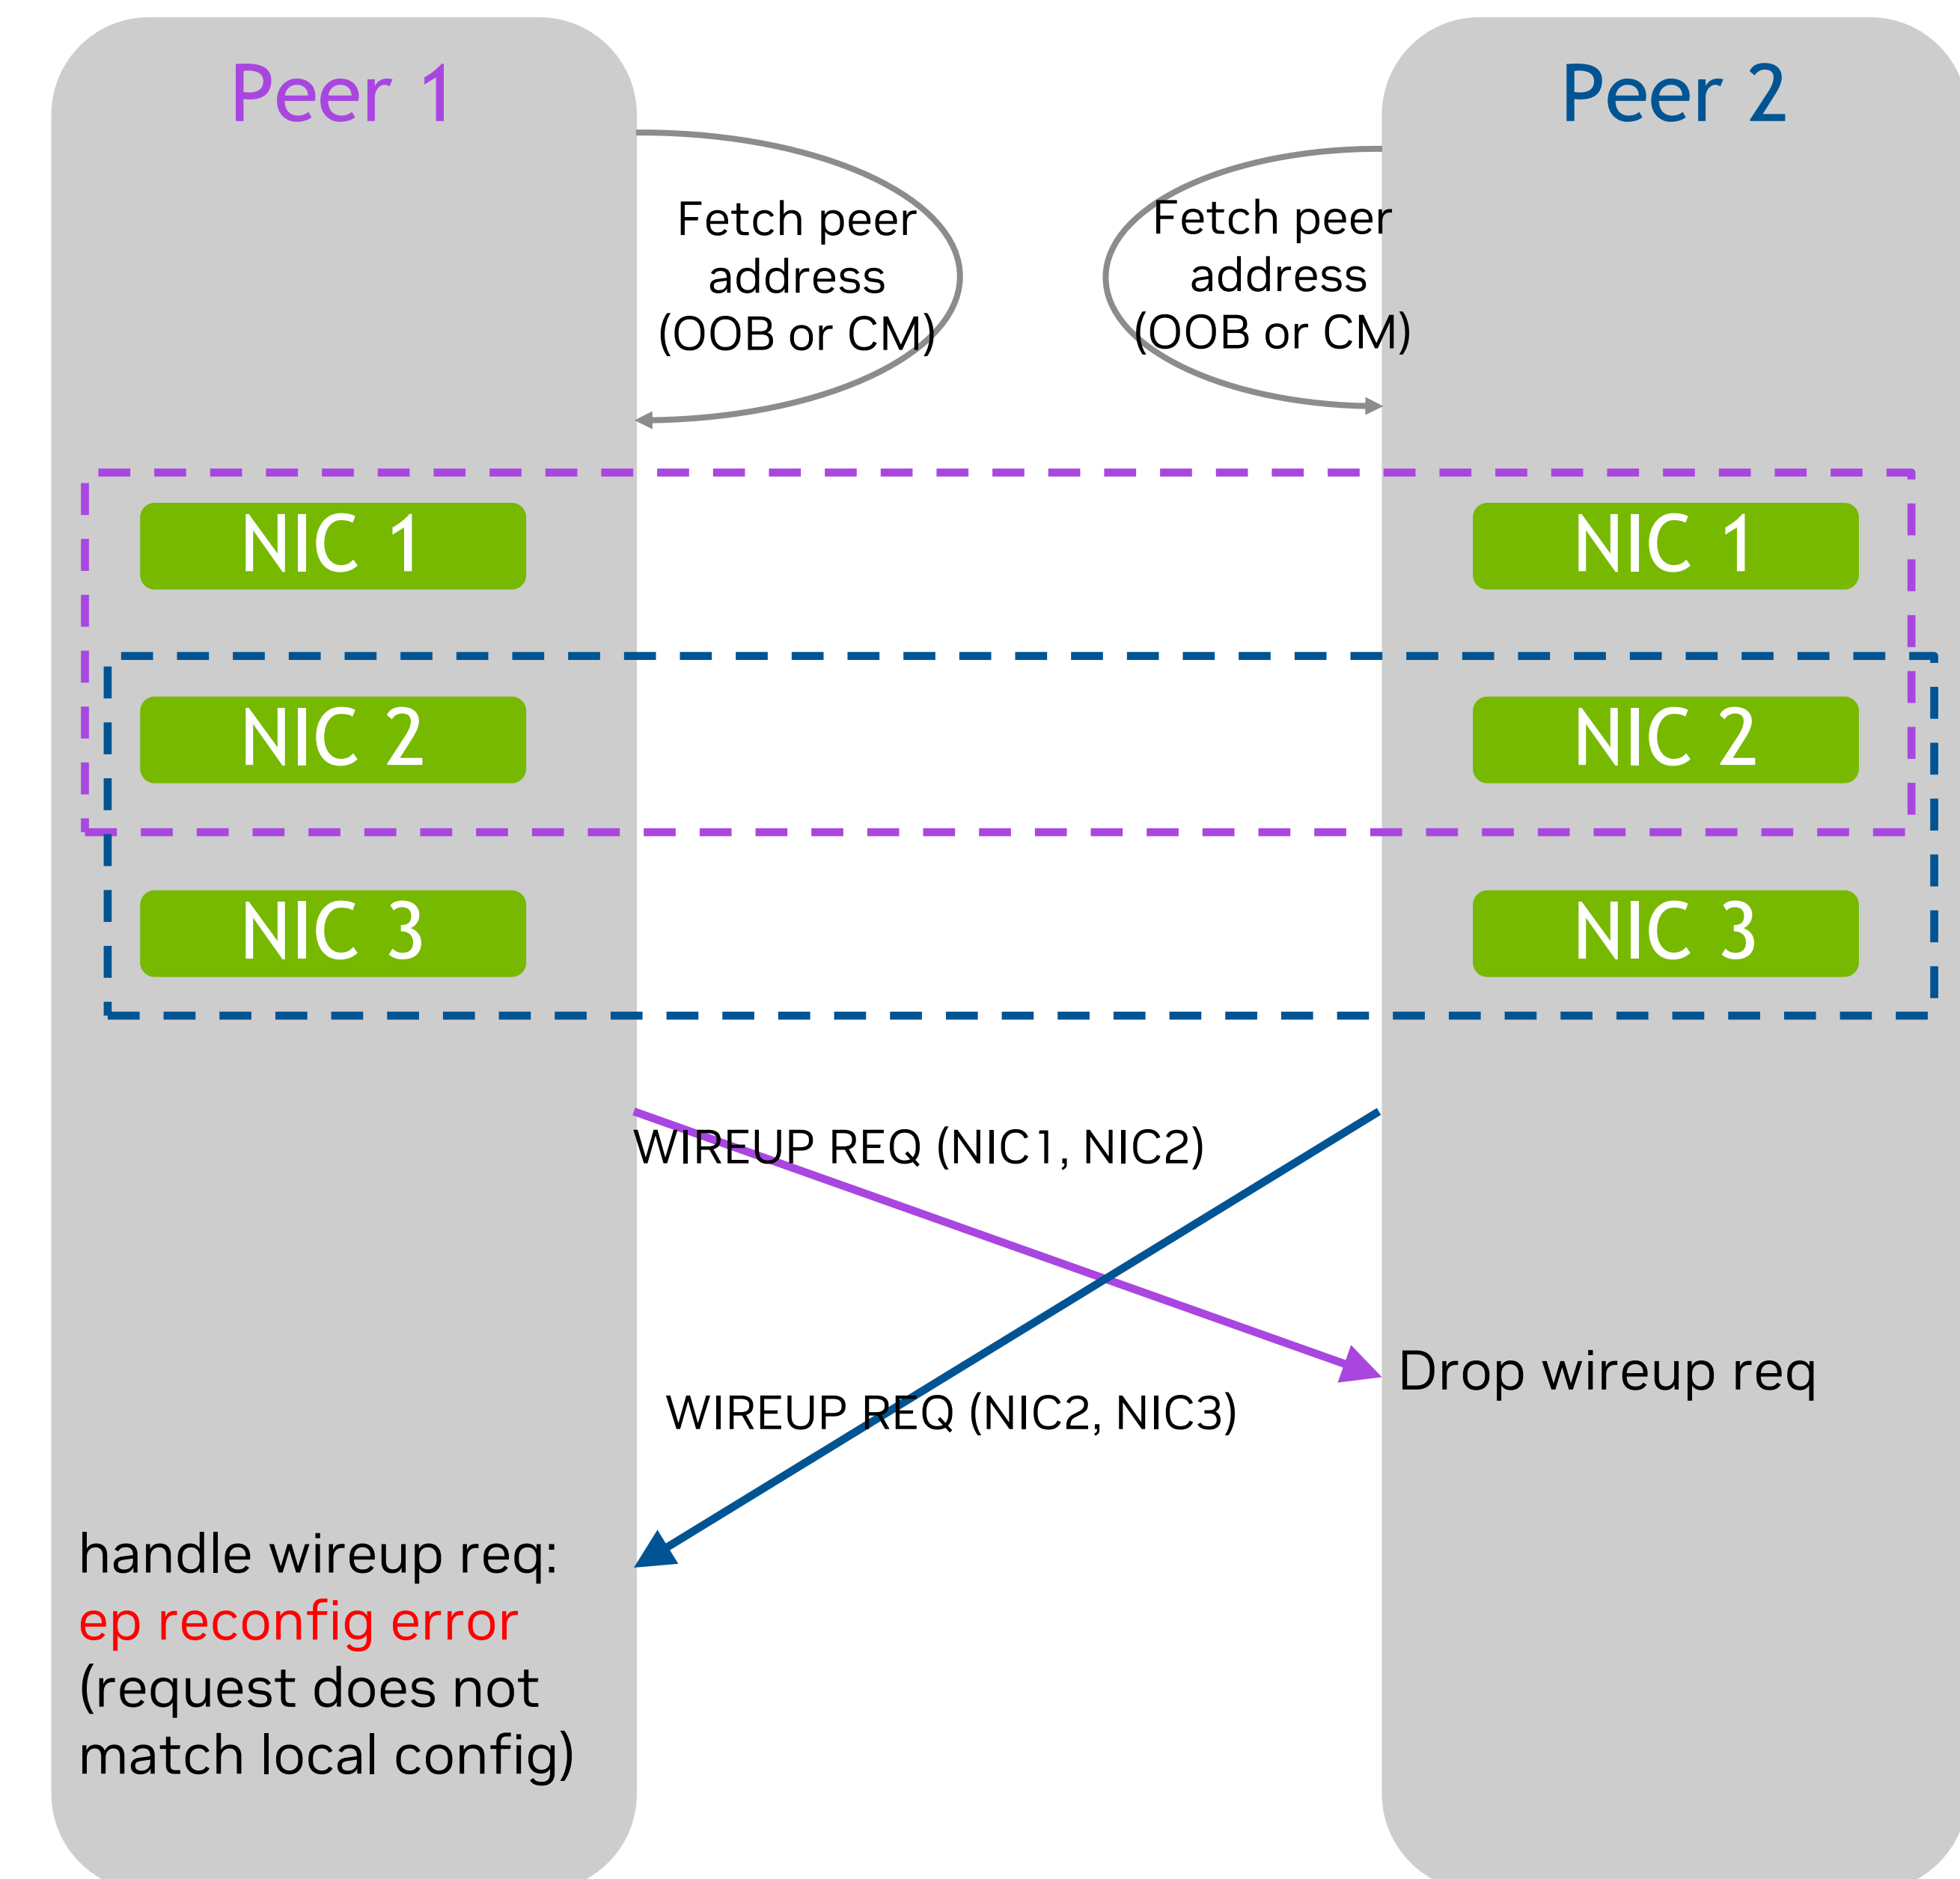 Peer 1
Peer 2
Fetch peer
address
(OOB or CM)
Fetch peer
address
(OOB or CM)
NIC 1
NIC 1
NIC 2
NIC 2
NIC 3
NIC 3
WIREUP REQ (NIC1, NIC2)
Drop wireup req
WIREUP REQ (NIC2, NIC3)
handle wireup req:
ep reconfig error
(request does not
match local config)